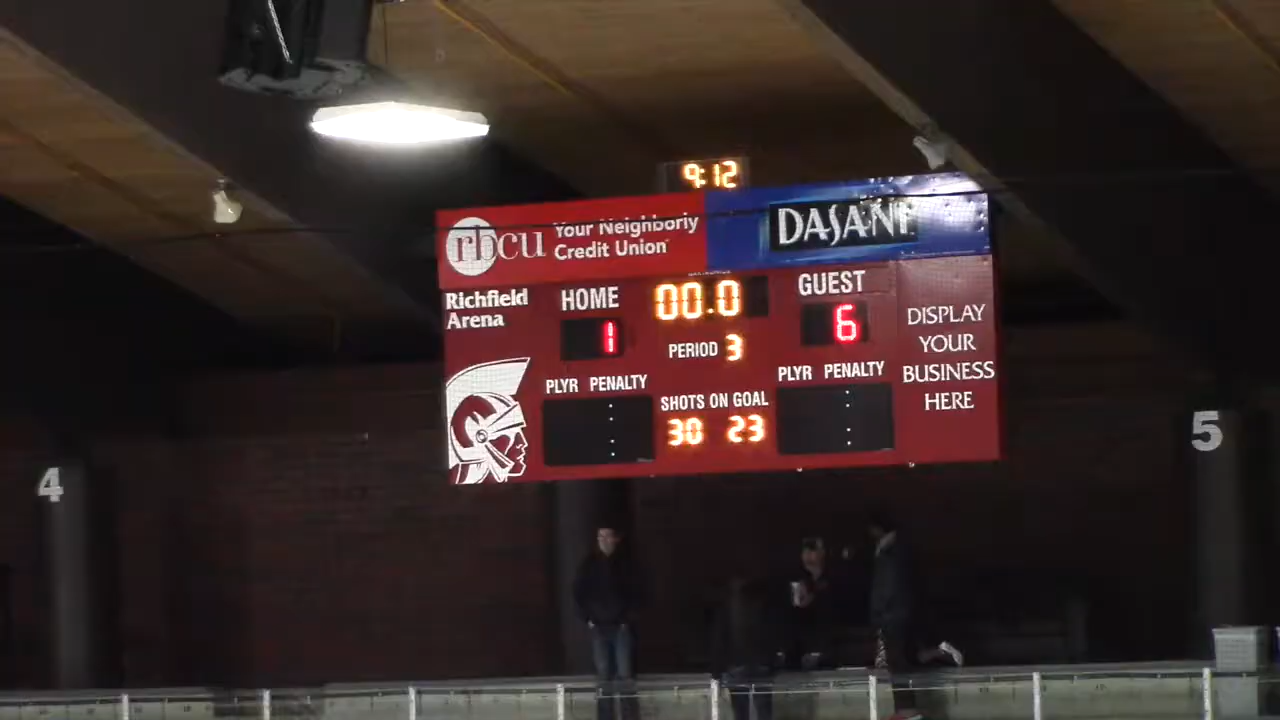 9:12
rbcu Your Neighborly
Credit Union
DASANI
Richfield
Arena
HOME
00.0
GUEST
1
6
PERIOD 3
PLYR PENALTY
PLYR PENALTY
SHOTS ON GOAL
30 23
DISPLAY
YOUR
BUSINESS
HERE
4
5